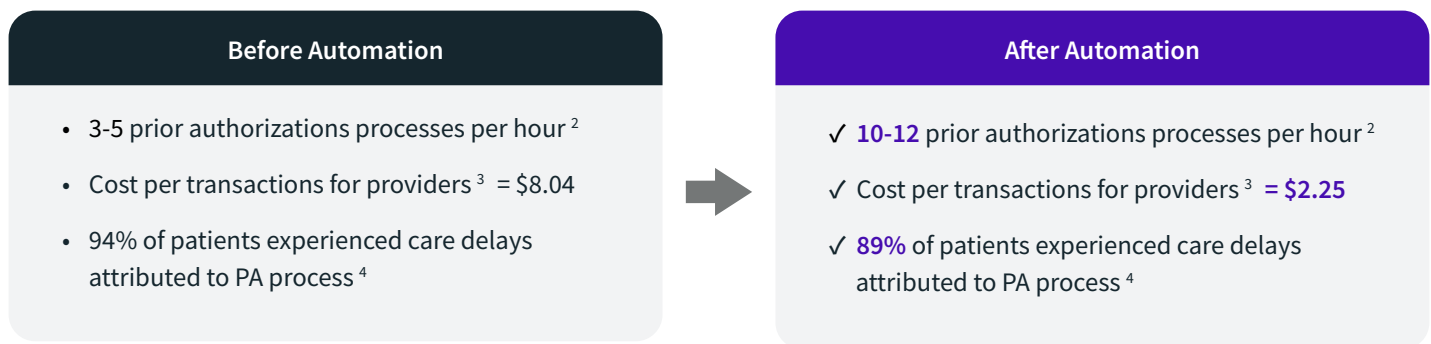 Before Automation
• 3-5 prior authorizations processes per hour 2
• Cost per transactions for providers 3 = $8.04
• 94% of patients experienced care delays
attributed to PA process 4
After Automation
✓ 10-12 prior authorizations processes per hour 2
✓ Cost per transactions for providers 3 = $2.25
✓ 89% of patients experienced care delays
attributed to PA process 4